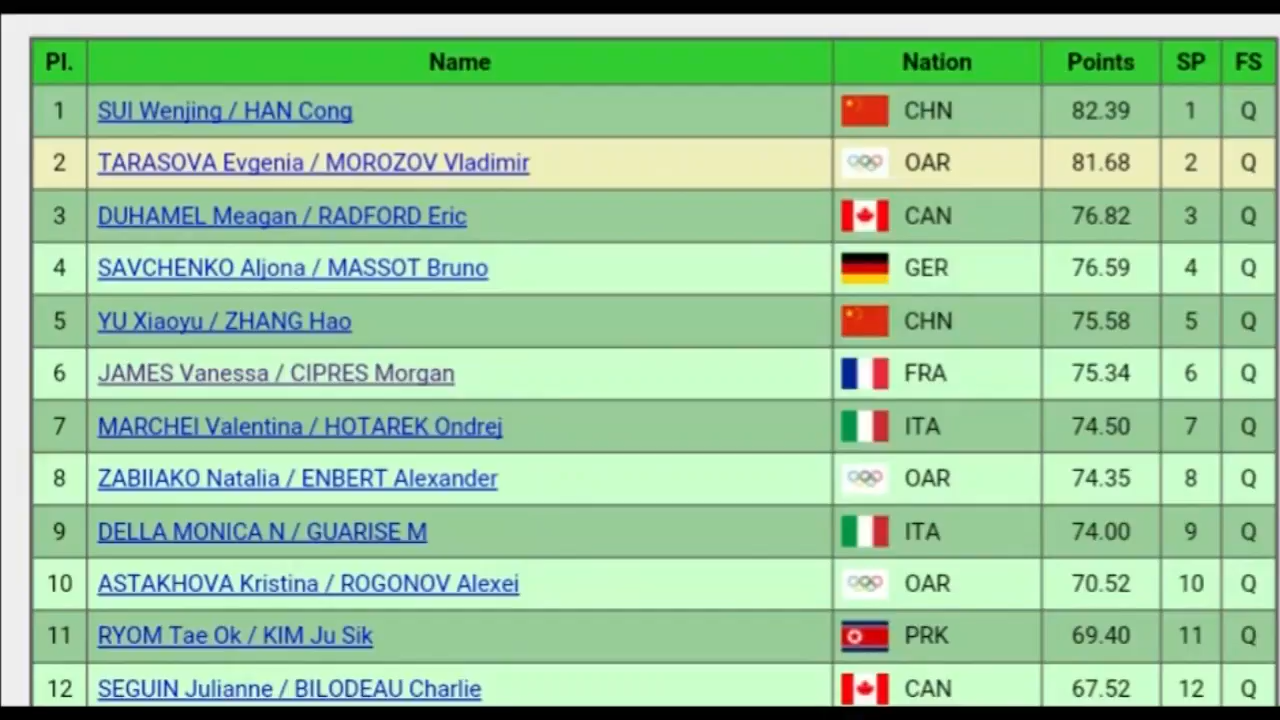 Pl. Name Nation Points SP FS
1 SUI Wenjing / HAN Cong CHN 82.39 1 Q
2 TARASOVA Evgenia / MOROZOV Vladimir OAR 81.68 2 Q
3 DUHAMEL Meagan / RADFORD Eric CAN 76.82 3 Q
4 SAVCHENKO Aljona / MASSOT Bruno GER 76.59 4 Q
5 YU Xiaoyu / ZHANG Hao CHN 75.58 5 Q
6 JAMES Vanessa / CIPRES Morgan FRA 75.34 6 Q
7 MARCHEI Valentina / HOTAREK Ondrej ITA 74.50 7 Q
8 ZABIIAKO Natalia / ENBERT Alexander OAR 74.35 8 Q
9 DELLA MONICA N / GUARISE M ITA 74.00 9 Q
10 ASTAKHOVA Kristina / ROGONOV Alexei OAR 70.52 10 Q
11 RYOM Tae Ok / KIM Ju Sik PRK 69.40 11 Q
12 SEGUIN Julianne / BILODEAU Charlie CAN 67.52 12 Q